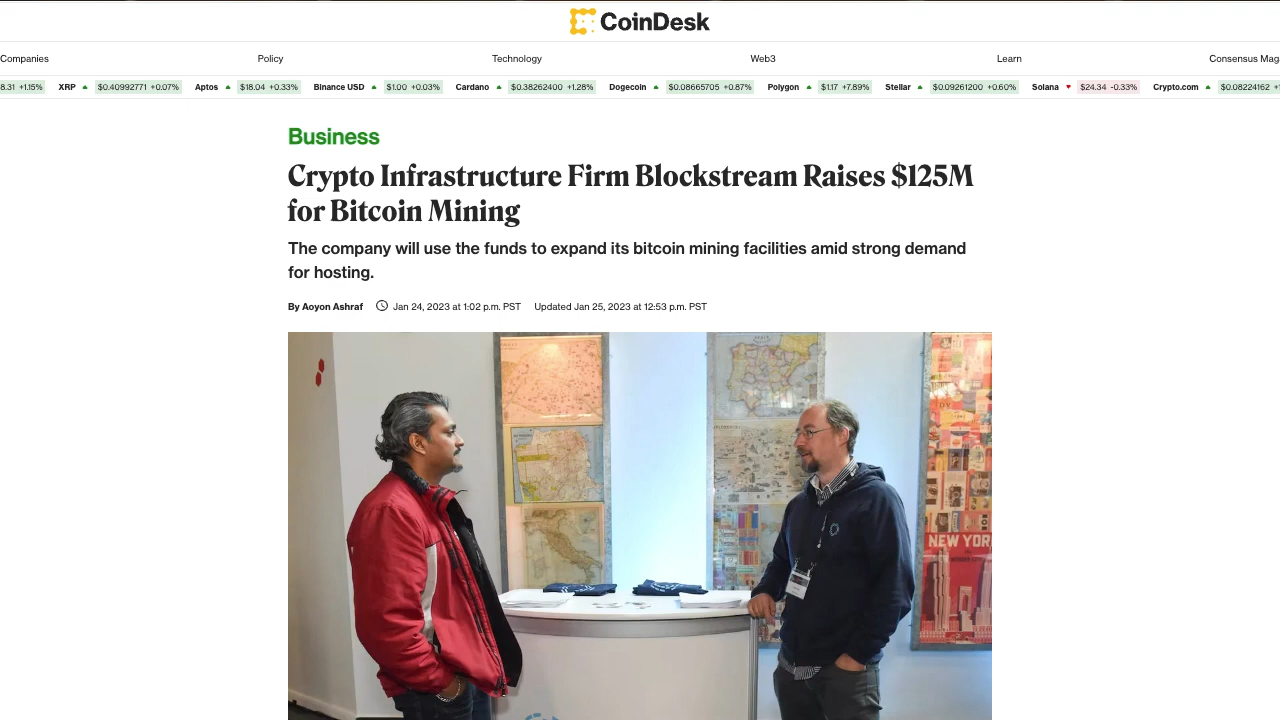 CoinDesk
Companies Policy Technology Web3 Learn Consensus Mag
8.31 +1.15% XRP $0.40992771 +0.07% Aptos $18.04 +0.33% Binance USD $1.00 +0.03% Cardano $0.38262400 +1.28% Dogecoin $0.08665705 +0.87% Polygon $1.17 +7.89% Stellar $0.09261200 +0.60% Solana $24.34 -0.33% Crypto.com $0.08224162
Business
Crypto Infrastructure Firm Blockstream Raises $125M
for Bitcoin Mining
The company will use the funds to expand its bitcoin mining facilities amid strong demand
for hosting.
By Aoyon Ashraf Jan 24, 2023 at 1:02 p.m. PST Updated Jan 25, 2023 at 12:53 p.m. PST
NEW YOR